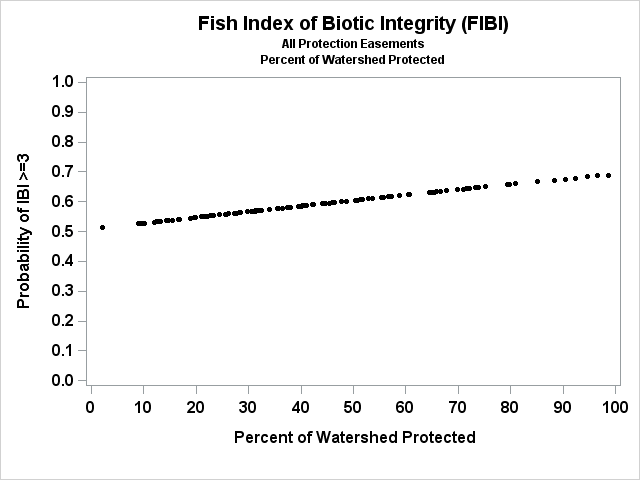 Fish Index of Biotic Integrity (FIBI)
All Protection Easements
Percent of Watershed Protected
1.0
0.9
0.8
0.7
0.6
0.5
0.4
0.3
0.2
0.1
0.0
Probability of IBI >=3
0 10 20 30 40 50 60 70 80 90 100
Percent of Watershed Protected